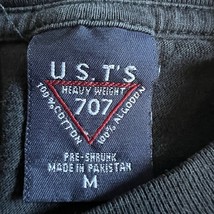 U.S.T'S
HEAVY WEIGHT
707
100% COTTON
100% ALGODON
PRE-SHRUNK
MADE IN PAKISTAN
M